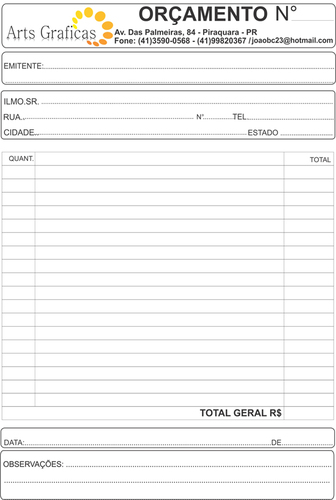 ORÇAMENTO N°
Arts Graficas
Av. Das Palmeiras, 84 - Piraquara - PR
Fone: (41)3590-0568 - (41)99820367 /joaobc23@hotmail.com
EMITENTE:
ILMO.SR.
RUA.. N° TEL.
CIDADE.. ESTADO
QUANT. TOTAL
TOTAL GERAL R$
DATA: DE
OBSERVAÇÕES: